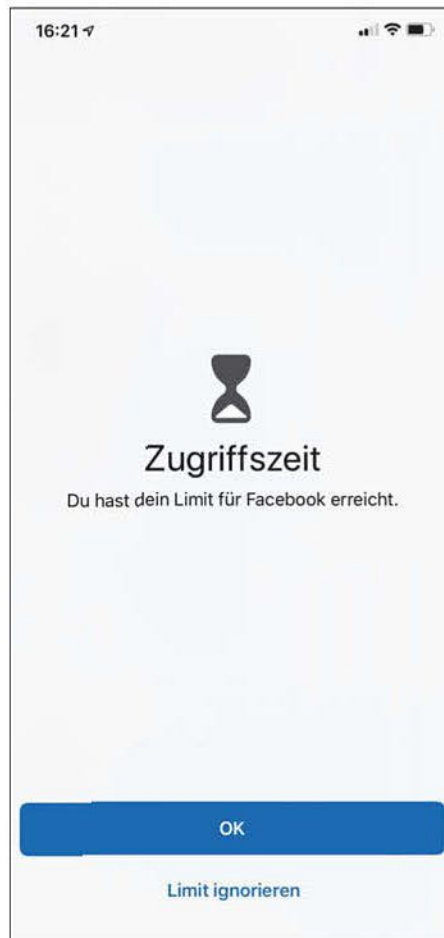 16:21
Zugriffszeit
Du hast dein Limit für Facebook erreicht.
OK
Limit ignorieren